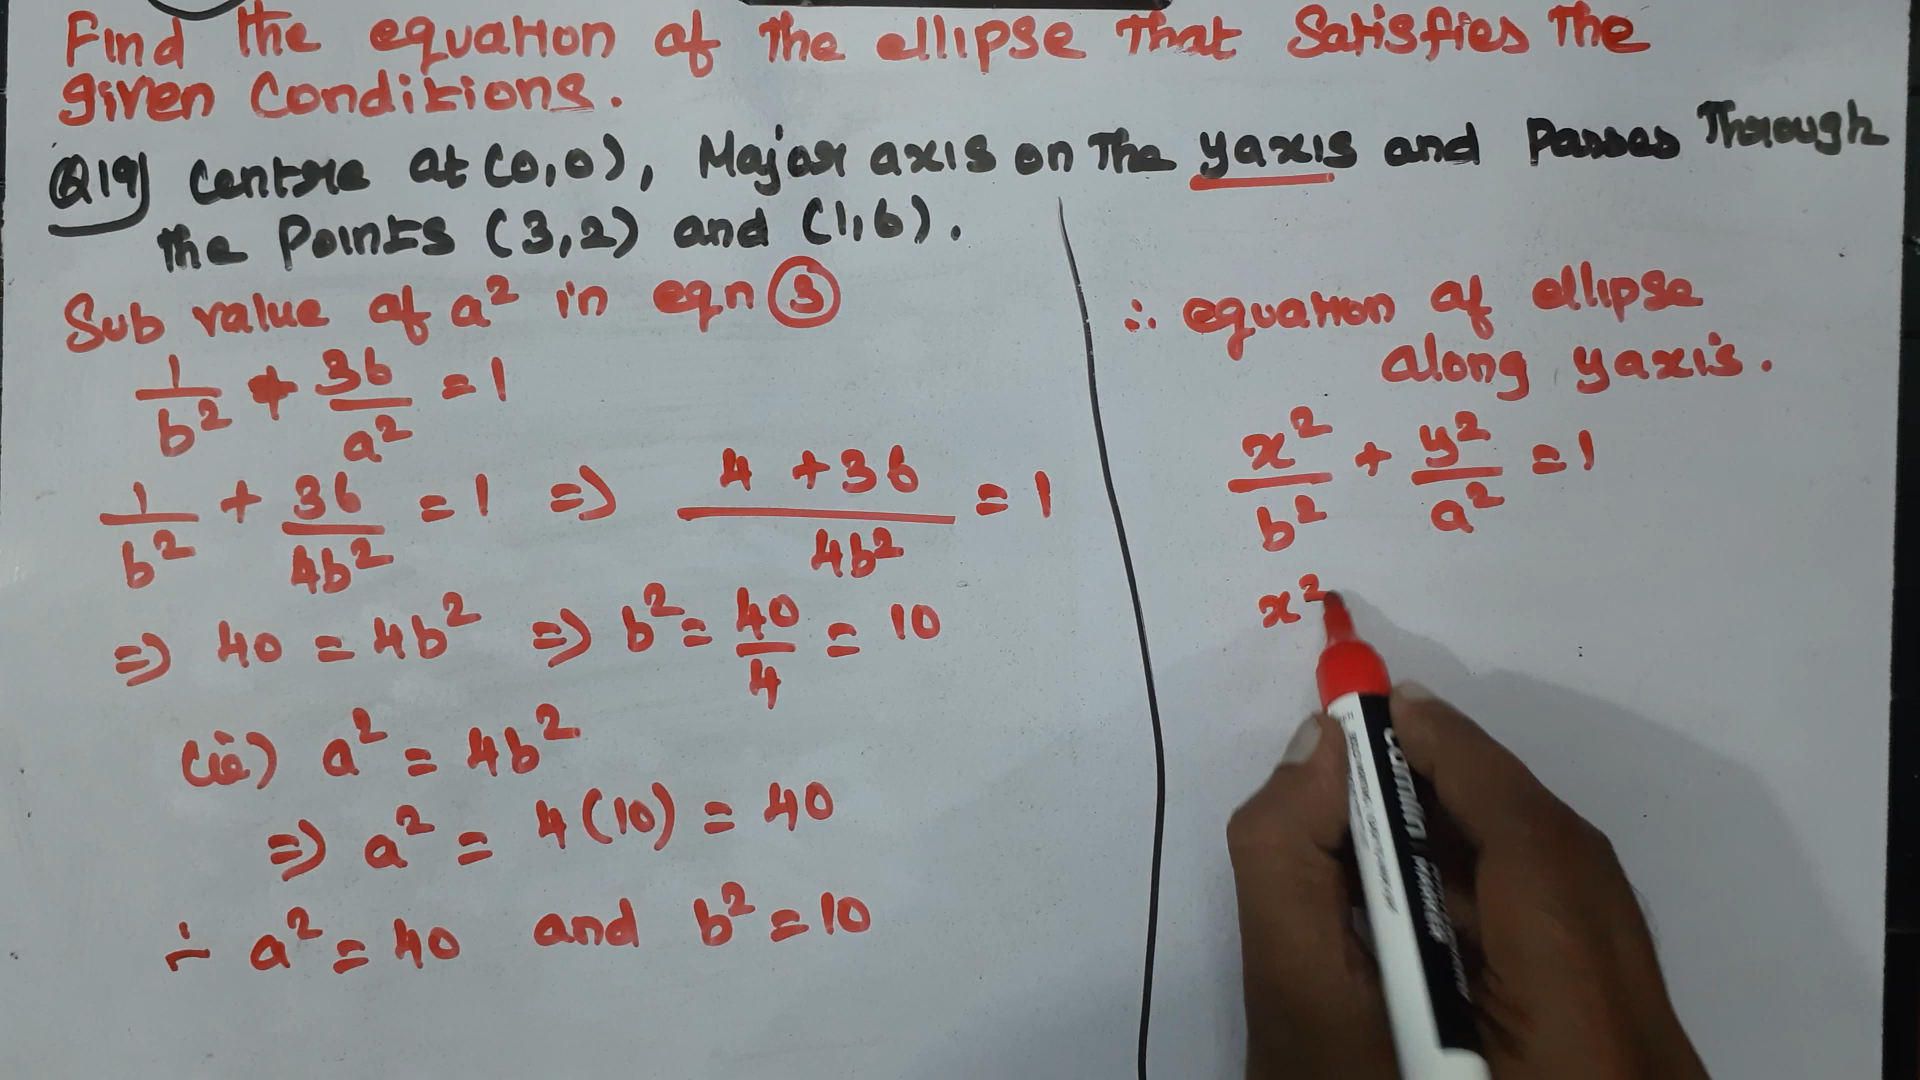 Find the equation of the ellipse that satisfies the
given conditions.
Q19) Centre at (0,0), Major axis on the y axis and passes through
the points (3,2) and (1,6).
Sub value of a² in eqn ③
1/b² + 36/a² = 1
1/b² + 36/4b² = 1 ⇒ 4 + 36/4b² = 1
⇒ 40 = 4b² ⇒ b² = 40/4 = 10
(ie) a² = 4b²
⇒ a² = 4(10) = 40
∴ a² = 40 and b² = 10
∴ equation of ellipse
along y axis.
x²/b² + y²/a² = 1
x²
camlin